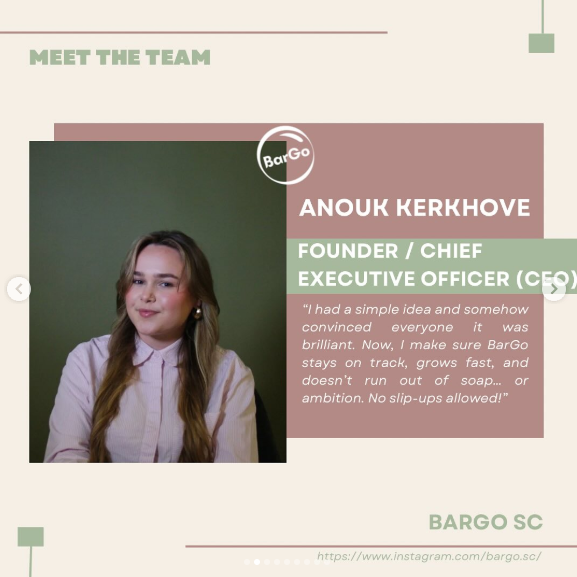 MEET THE TEAM
BarGo
ANOUK KERKHOVE
FOUNDER / CHIEF
EXECUTIVE OFFICER (CEO)
“I had a simple idea and somehow
convinced everyone it was
brilliant. Now, I make sure BarGo
stays on track, grows fast, and
doesn’t run out of soap… or
ambition. No slip-ups allowed!”
BARGO SC
https://www.instagram.com/bargo.sc/